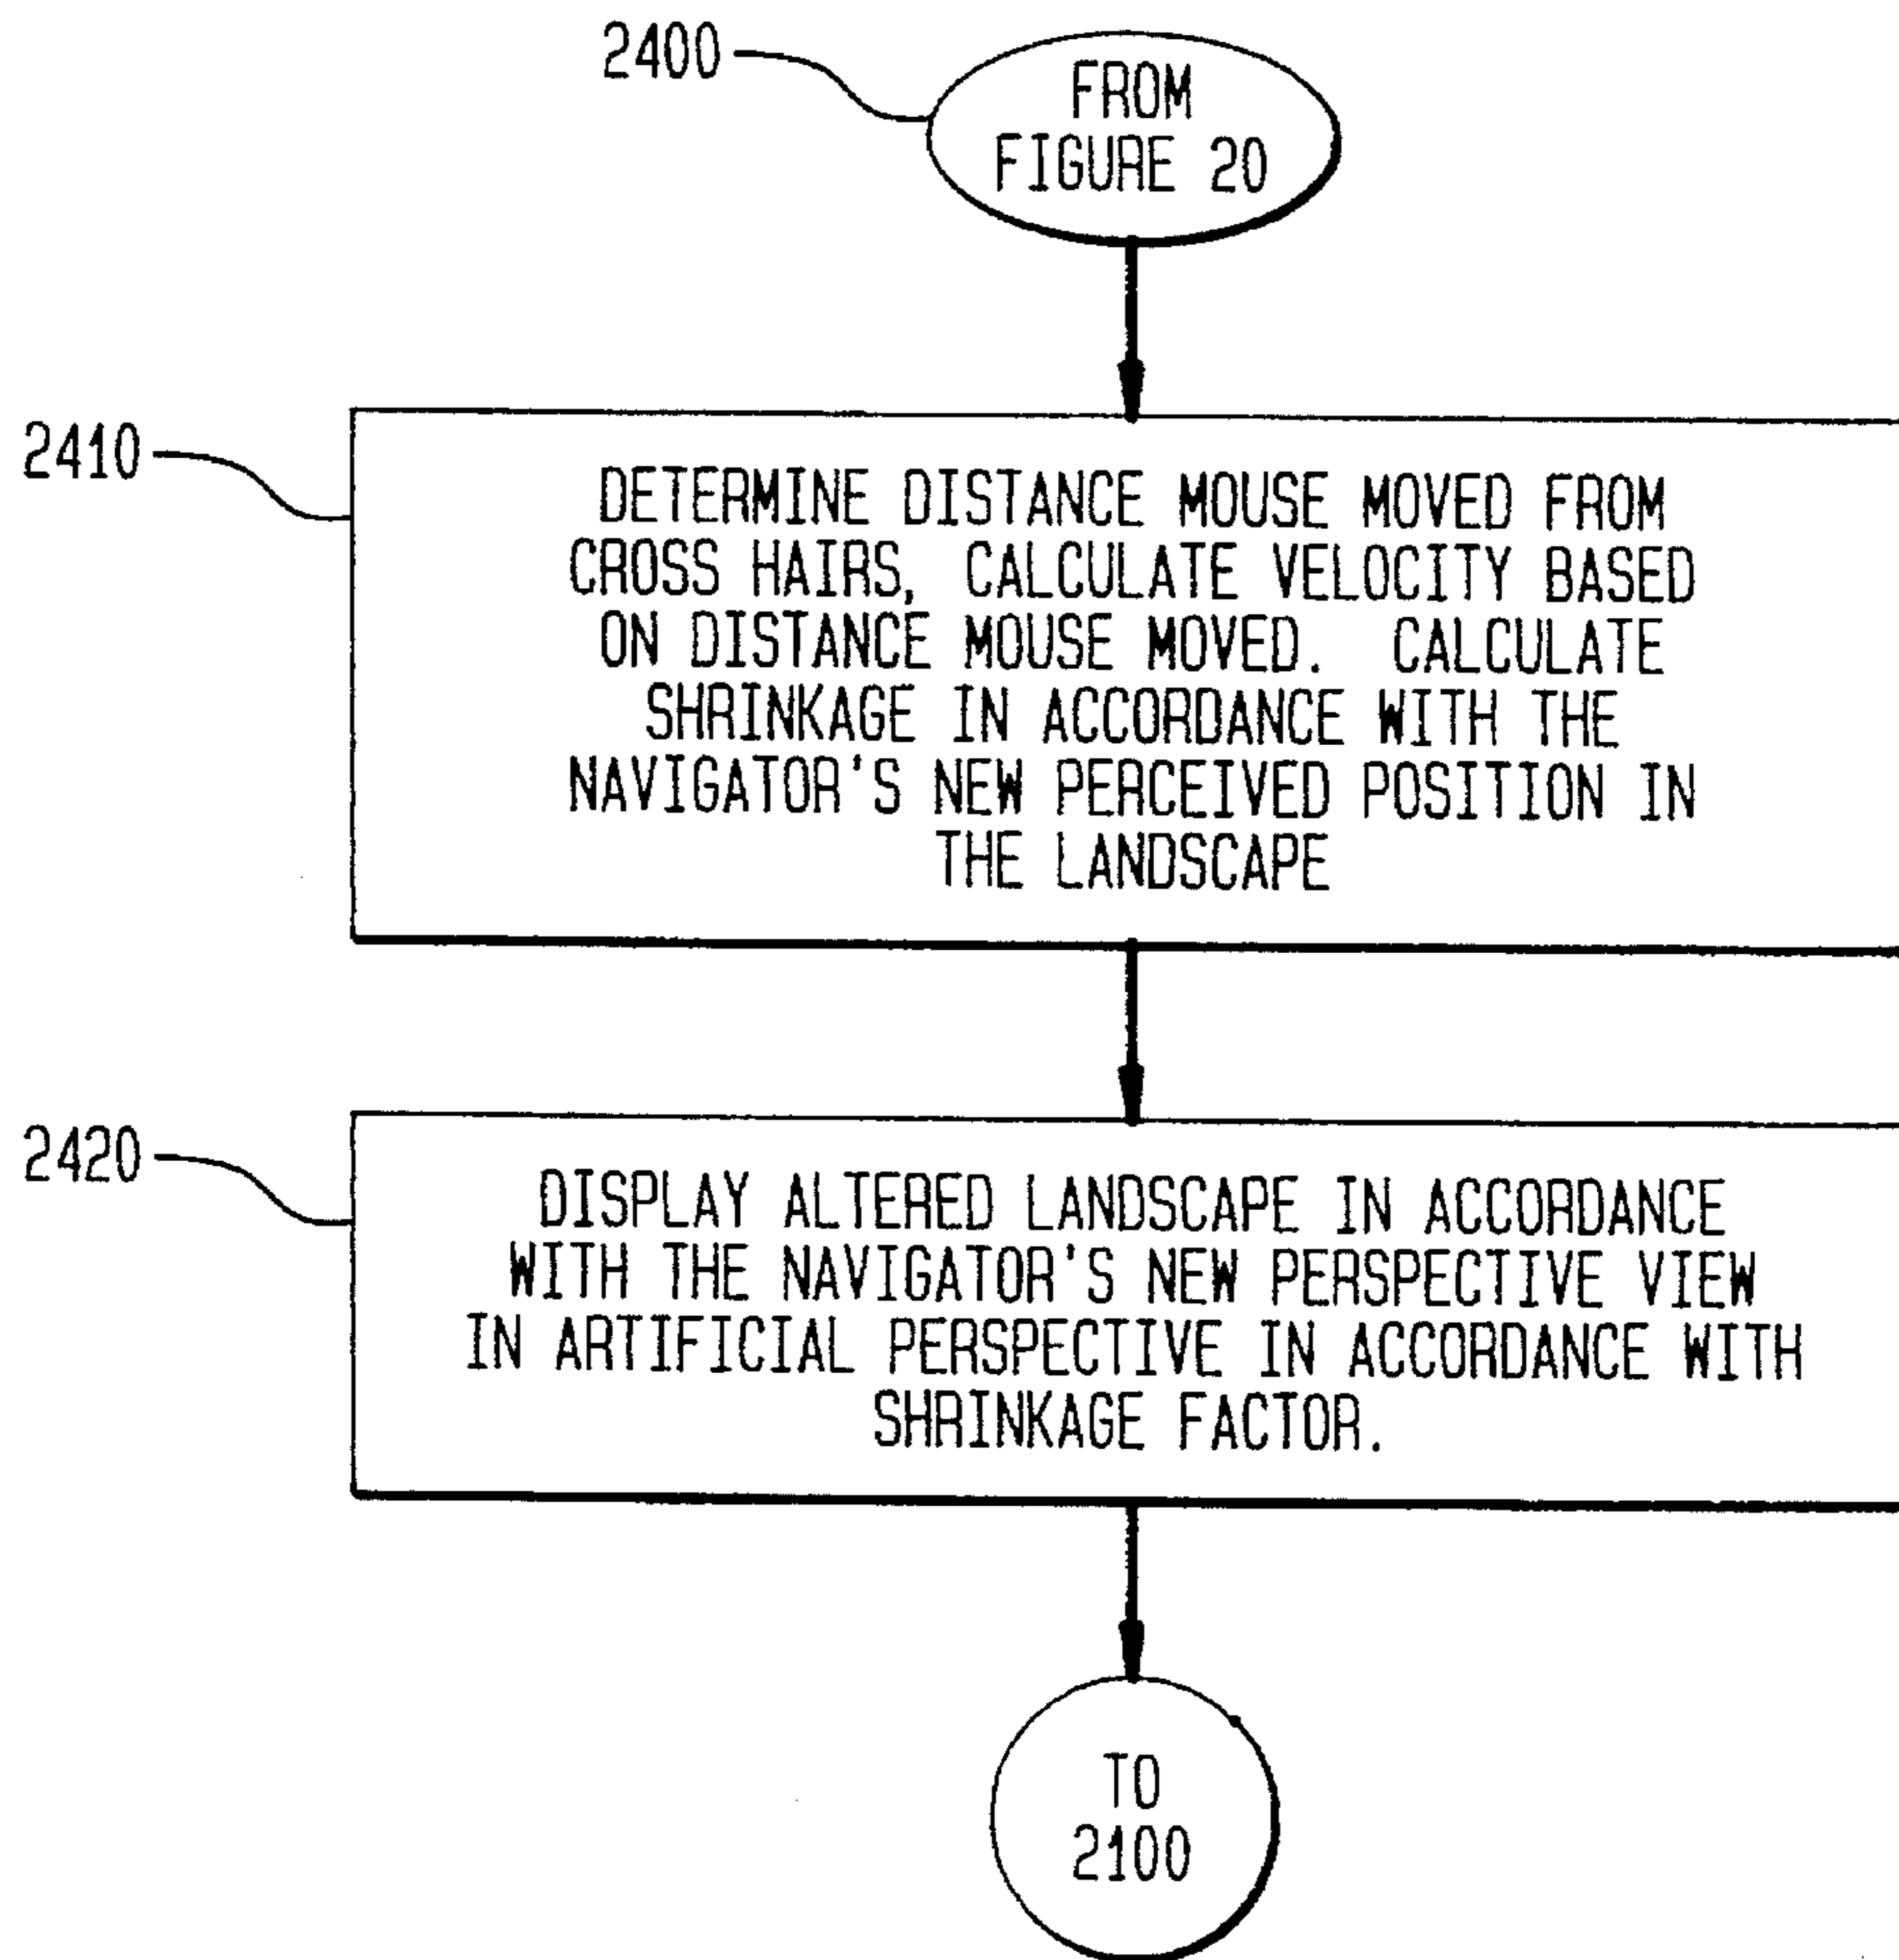 2400
FROM
FIGURE 20
2410
DETERMINE DISTANCE MOUSE MOVED FROM
CROSS HAIRS, CALCULATE VELOCITY BASED
ON DISTANCE MOUSE MOVED. CALCULATE
SHRINKAGE IN ACCORDANCE WITH THE
NAVIGATOR'S NEW PERCEIVED POSITION IN
THE LANDSCAPE
2420
DISPLAY ALTERED LANDSCAPE IN ACCORDANCE
WITH THE NAVIGATOR'S NEW PERSPECTIVE VIEW
IN ARTIFICIAL PERSPECTIVE IN ACCORDANCE WITH
SHRINKAGE FACTOR.
TO
2100